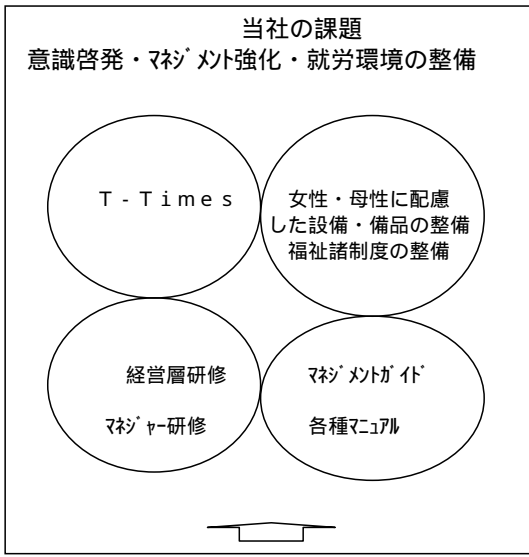 当社の課題
意識啓発・ﾏﾈｼﾞﾒﾝﾄ強化・就労環境の整備
Ｔ‐Ｔｉｍｅｓ
女性・母性に配慮
した設備・備品の整備
福祉諸制度の整備
経営層研修
ﾏﾈｼﾞｬｰ研修
ﾏﾈｼﾞﾒﾝﾄｶﾞｲﾄﾞ
各種ﾏﾆｭｱﾙ